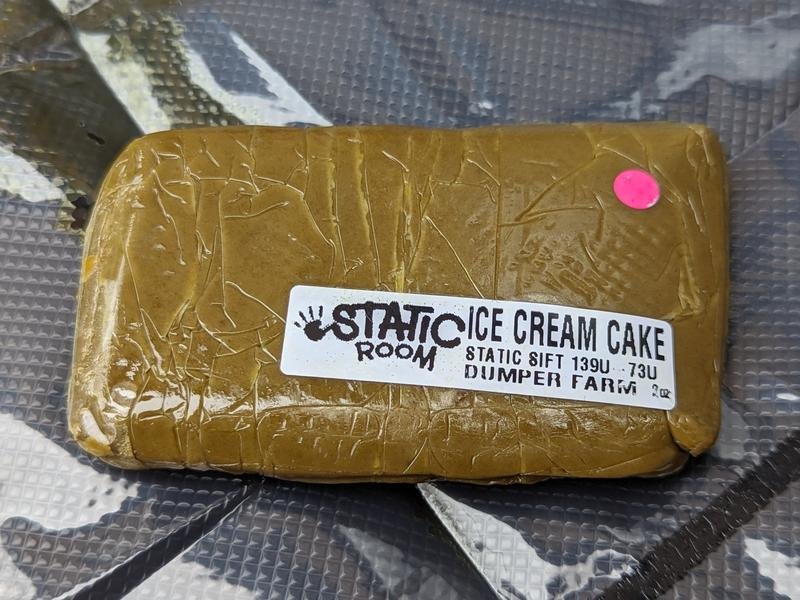 STATIC
ROOM
ICE CREAM CAKE
STATIC SIFT 139U - 73U
DUMPER FARM 2oz